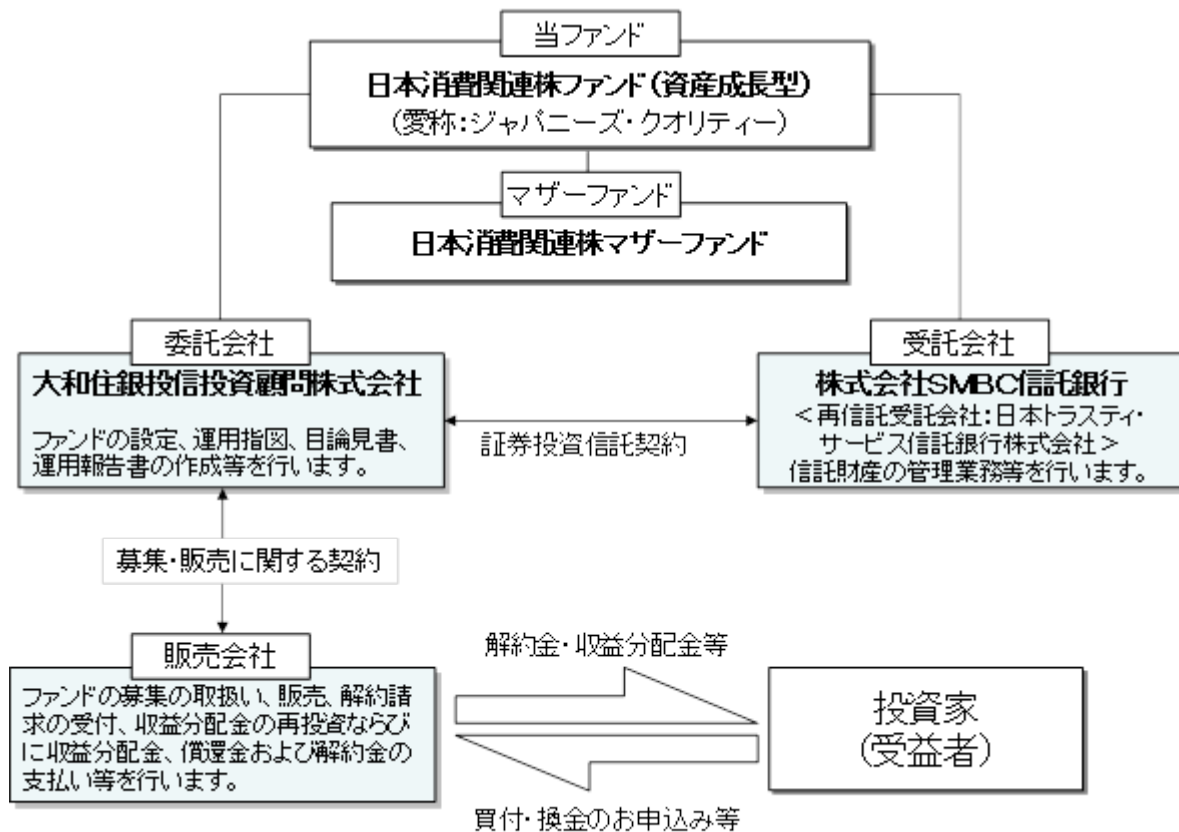 当ファンド
日本消費関連株ファンド(資産成長型)
(愛称:ジャパニーズ・クオリティー)
マザーファンド
日本消費関連株マザーファンド
委託会社
大和住銀投信投資顧問株式会社
ファンドの設定、運用指図、目論見書、
運用報告書の作成等を行います。
証券投資信託契約
受託会社
株式会社SMBC信託銀行
<再信託受託会社:日本トラスティ・
サービス信託銀行株式会社>
信託財産の管理業務等を行います。
募集・販売に関する契約
販売会社
ファンドの募集の取扱い、販売、解約請
求の受付、収益分配金の再投資ならび
に収益分配金、償還金および解約金の
支払い等を行います。
解約金・収益分配金等
買付・換金のお申込み等
投資家
(受益者)